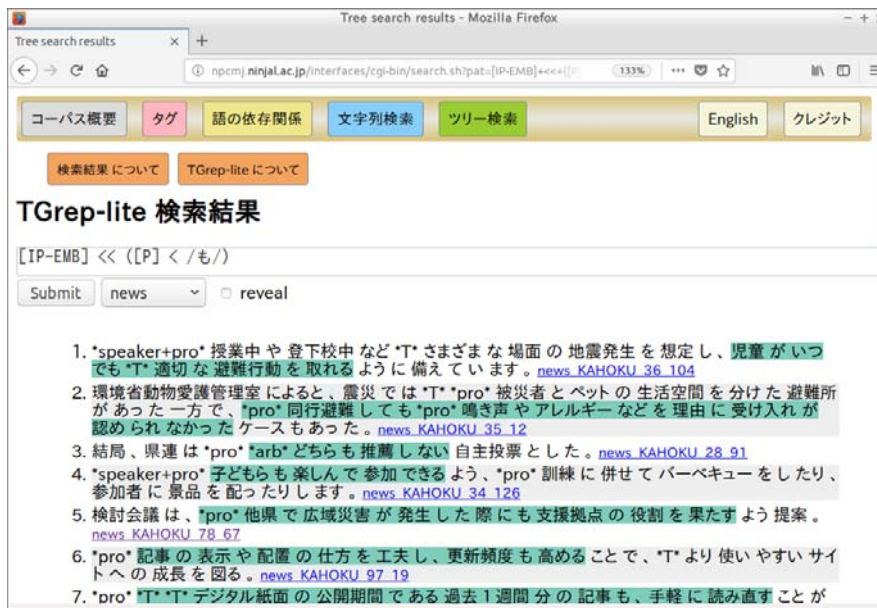 Tree search results - Mozilla Firefox
Tree search results × +
npcmj.ninjal.ac.jp/interfaces/cgi-bin/search.sh?pat=[IP-EMB]+<<+([P] 133%
コーパス概要 タグ 語の依存関係 文字列検索 ツリー検索 English クレジット
検索結果 について TGrep-lite について
TGrep-lite 検索結果
[IP-EMB] << ([P] < /も/)
Submit news reveal
1. *speaker+pro* 授業中 や 登下校中 など *T* さまざま な 場面 の 地震発生 を 想定 し 、 児童 が いつ
でも *T* 適切 な 避難行動 を 取れる よう に 備え て い ます 。 news_KAHOKU_36_104
2. 環境省動物愛護管理室 によると 、 震災 で は *T* *pro* 被災者 と ペット の 生活空間 を 分け た 避難所
が あっ た 一方 で 、 *pro* 同行避難 し て も *pro* 鳴き声 や アレルギー など を 理由 に 受け入れ が
認め られ なかっ た ケース も あっ た 。 news_KAHOKU_35_12
3. 結局 、 県連 は *pro* *arb* どちら も 推薦 し ない 自主投票 と し た 。 news_KAHOKU_28_91
4. *speaker+pro* 子ども ら も 楽しん で 参加 できる よう 、 *pro* 訓練 に 併せ て バーベキュー を し たり 、
参加者 に 景品 を 配っ たり し ます 。 news_KAHOKU_34_126
5. 検討会議 は 、 *pro* 他県 で 広域災害 が 発生 し た 際 に も 支援拠点 の 役割 を 果たす よう 提案 。
news_KAHOKU_78_67
6. *pro* 記事 の 表示 や 配置 の 仕方 を 工夫 し 、 更新頻度 も 高める こと で 、 *T* より 使い やすい サイ
ト へ の 成長 を 図る 。 news_KAHOKU_97_19
7. *pro* *T* *T* デジタル紙面 の 公開期間 で ある 過去 1 週間 分 の 記事 も 、 手軽 に 読み直す こと が